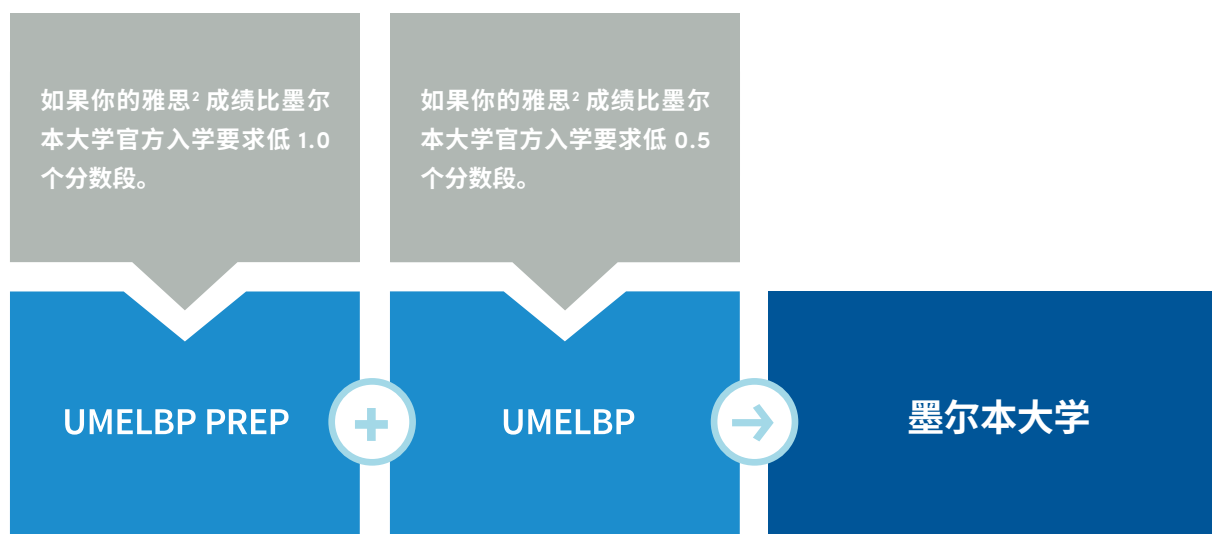 如果你的雅思² 成绩比墨尔
本大学官方入学要求低 1.0
个分数段。
如果你的雅思² 成绩比墨尔
本大学官方入学要求低 0.5
个分数段。
UMELBP PREP
+
UMELBP
→
墨尔本大学